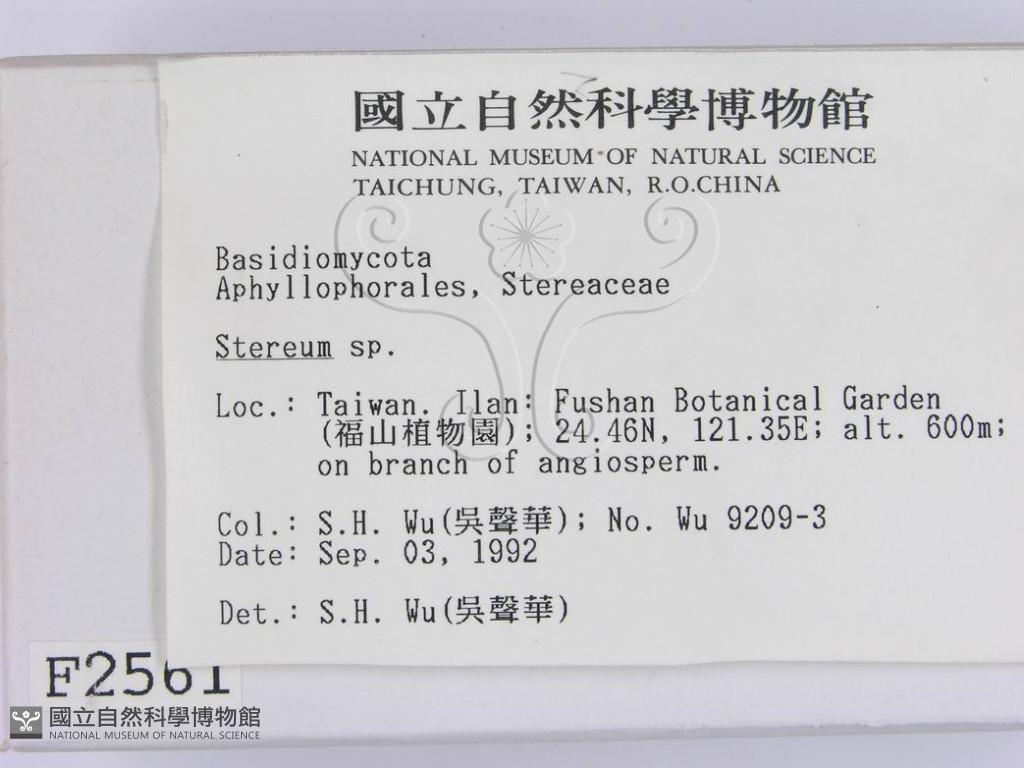 國立自然科學博物館
NATIONAL MUSEUM OF NATURAL SCIENCE
TAICHUNG, TAIWAN, R.O.CHINA
Basidiomycota
Aphyllophorales, Stereaceae
Stereum sp.
Loc.: Taiwan. Ilan: Fushan Botanical Garden
(福山植物園); 24.46N, 121.35E; alt. 600m;
on branch of angiosperm.
Col.: S.H. Wu(吳聲華); No. Wu 9209-3
Date: Sep. 03, 1992
Det.: S.H. Wu(吳聲華)
F2561
國立自然科學博物館
NATIONAL MUSEUM OF NATURAL SCIENCE